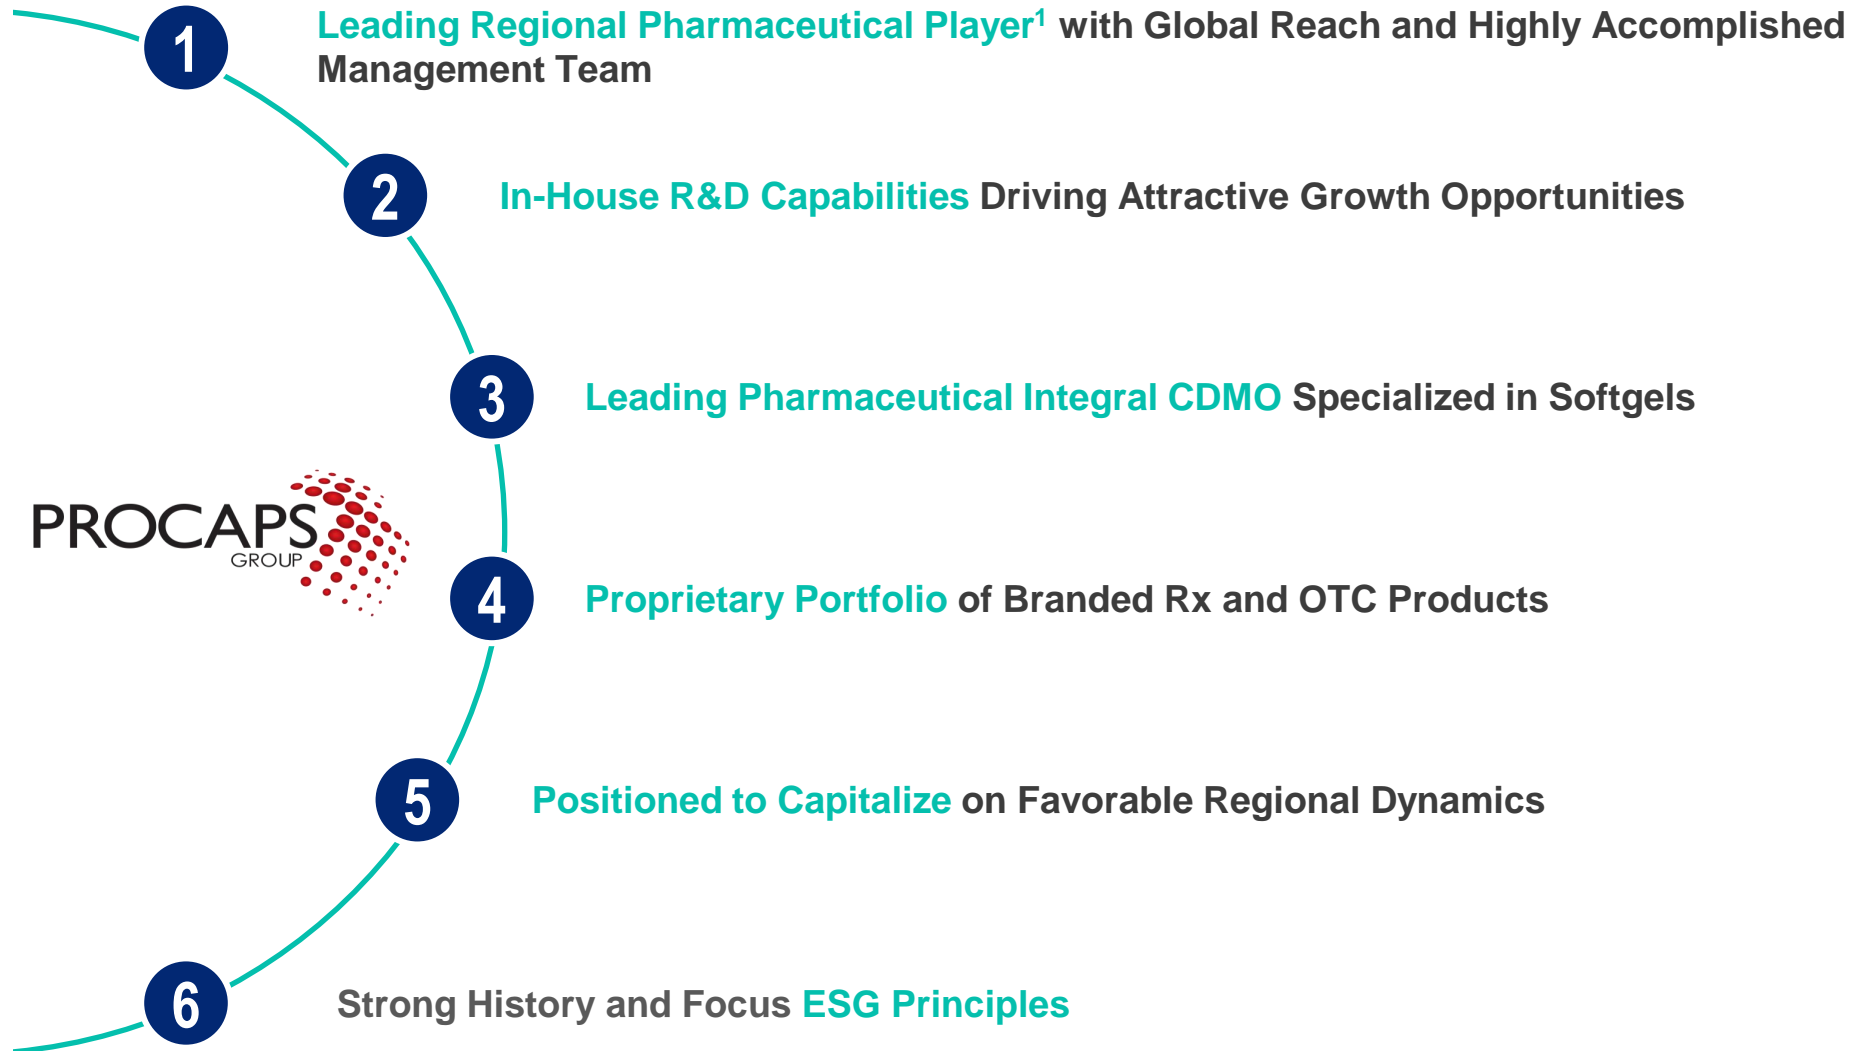 1
Leading Regional Pharmaceutical Player¹ with Global Reach and Highly Accomplished
Management Team
2
In-House R&D Capabilities Driving Attractive Growth Opportunities
3
Leading Pharmaceutical Integral CDMO Specialized in Softgels
PROCAPS
GROUP
4
Proprietary Portfolio of Branded Rx and OTC Products
5
Positioned to Capitalize on Favorable Regional Dynamics
6
Strong History and Focus ESG Principles